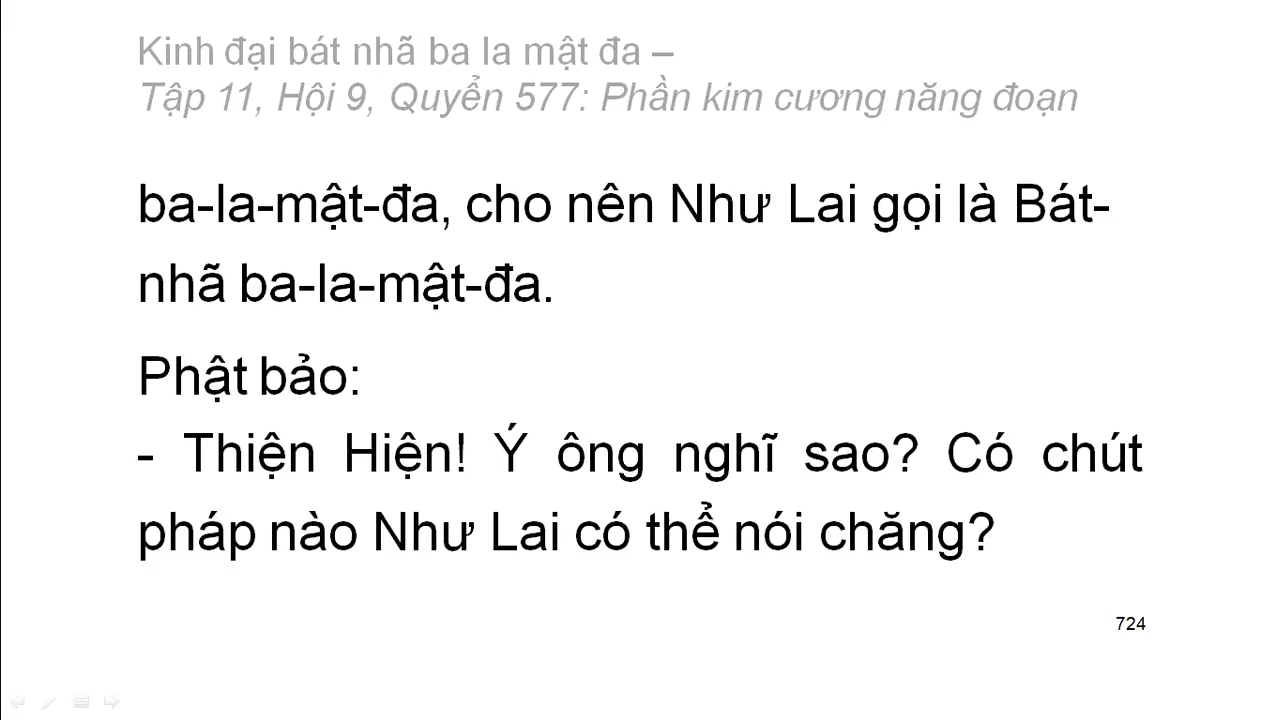 Kinh đại bát nhã ba la mật đa –
Tập 11, Hội 9, Quyển 577: Phần kim cương năng đoạn
ba-la-mật-đa, cho nên Như Lai gọi là Bát-
nhã ba-la-mật-đa.
Phật bảo:
- Thiện Hiện! Ý ông nghĩ sao? Có chút
pháp nào Như Lai có thể nói chăng?
724